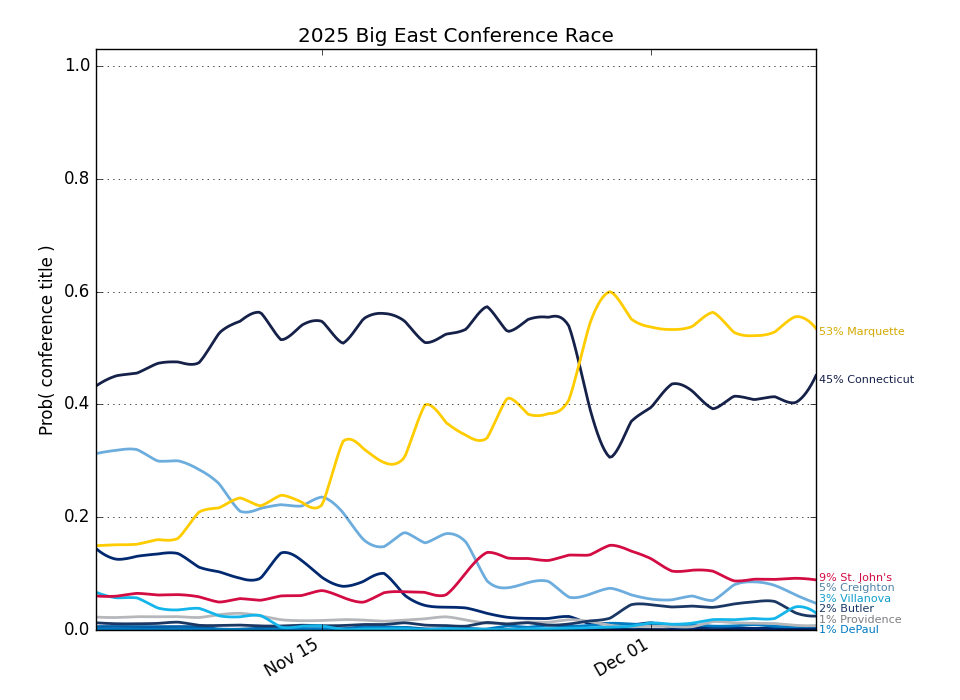 2025 Big East Conference Race
1.0
0.8
0.6
0.4
0.2
0.0
Prob( conference title )
Nov 15
Dec 01
53% Marquette
45% Connecticut
9% St. John's
5% Creighton
3% Villanova
2% Butler
1% Providence
1% DePaul